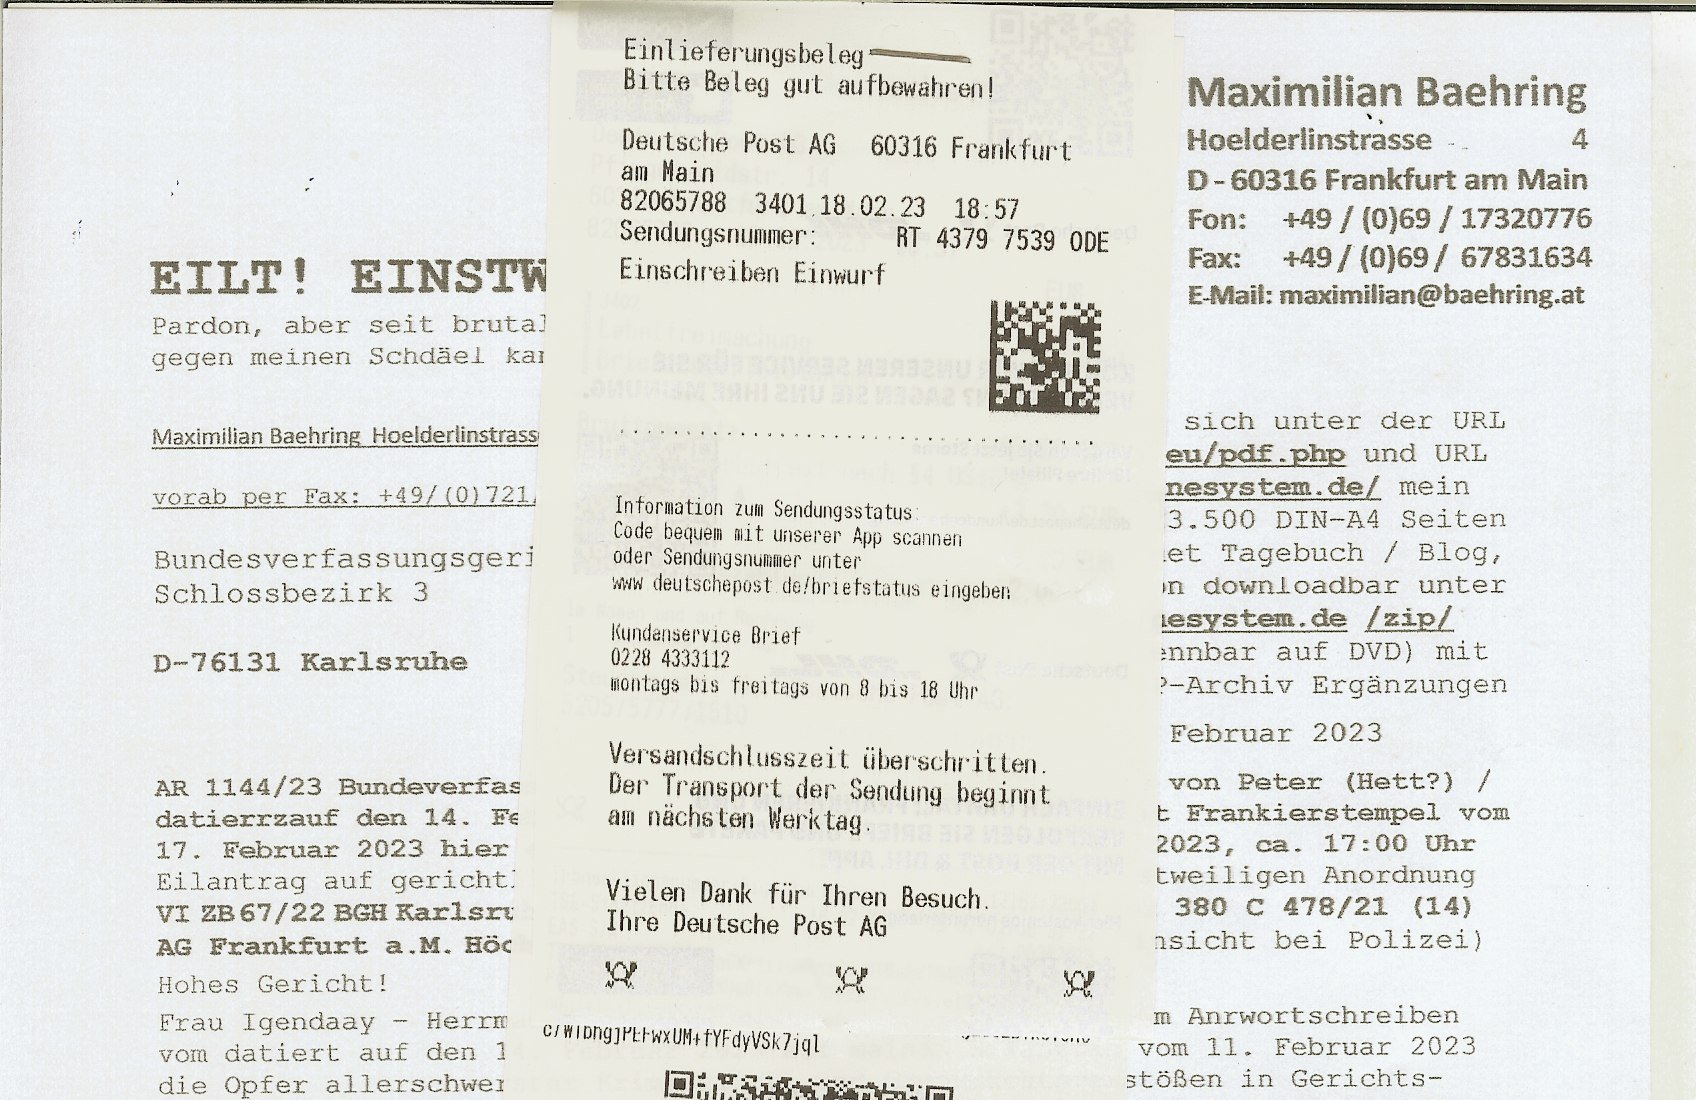 Einlieferungsbeleg
Bitte Beleg gut aufbewahren!
Deutsche Post AG 60316 Frankfurt
am Main
82065788 3401 18.02.23 18:57
Sendungsnummer: RT 4379 7539 0DE
Einschreiben Einwurf
Information zum Sendungsstatus:
Code bequem mit unserer App scannen
oder Sendungsnummer unter
www.deutschepost.de/briefstatus eingeben
Kundenservice Brief
0228 4333112
montags bis freitags von 8 bis 18 Uhr
Versandschlusszeit überschritten.
Der Transport der Sendung beginnt
am nächsten Werktag.
Vielen Dank für Ihren Besuch.
Ihre Deutsche Post AG
Maximilian Baehring
Hoelderlinstrasse 4
D - 60316 Frankfurt am Main
Fon: +49 / (0)69 / 17320776
Fax: +49 / (0)69 / 67831634
E-Mail: maximilian@baehring.at
EILT! EINSTW
Pardon, aber seit brutal
gegen meinen Schdäel kan
Maximilian Baehring Hoelderlinstrass
vorab per Fax: +49/(0)721/
Bundesverfassungsgeri
Schlossbezirk 3
D-76131 Karlsruhe
sich unter der URL
eu/pdf.php und URL
nesystem.de/ mein
3.500 DIN-A4 Seiten
et Tagebuch / Blog,
n downloadbar unter
nesystem.de /zip/
ennbar auf DVD) mit
P-Archiv Ergänzungen
Februar 2023
AR 1144/23 Bundeverfas
von Peter (Hett?) /
datierrzauf den 14. Fe
t Frankierstempel vom
17. Februar 2023 hier
2023, ca. 17:00 Uhr
Eilantrag auf gerichtl
tweiligen Anordnung
VI ZB 67/22 BGH Karlsru
380 C 478/21 (14)
AG Frankfurt a.M. Höc
nsicht bei Polizei)
Hohes Gericht!
Frau Igendaay - Herrm
m Anrwortschreiben
vom datiert auf den 1
vom 11. Februar 2023
die Opfer allerschwer
stößen in Gerichts-